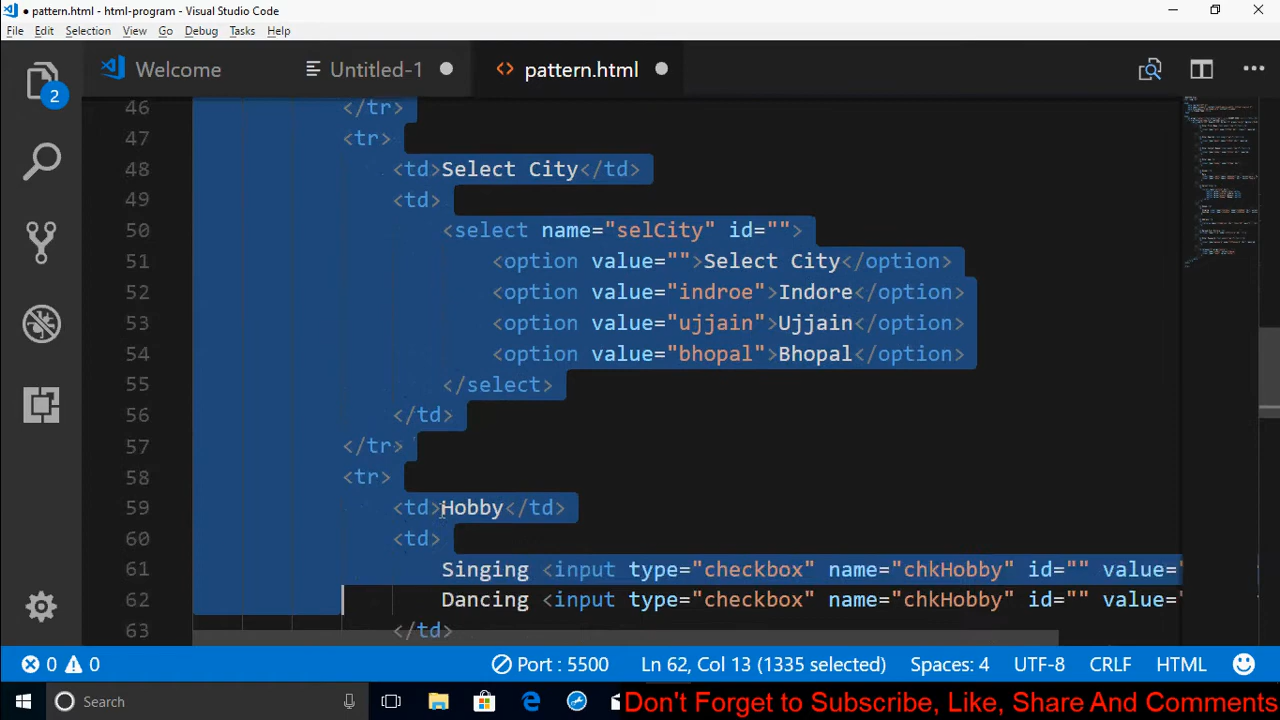 ● pattern.html - html-program - Visual Studio Code
File Edit Selection View Go Debug Tasks Help
Welcome Untitled-1 ● <> pattern.html ●
2
46 </tr>
47 <tr>
48 <td>Select City</td>
49 <td>
50 <select name="selCity" id="">
51 <option value="">Select City</option>
52 <option value="indroe">Indore</option>
53 <option value="ujjain">Ujjain</option>
54 <option value="bhopal">Bhopal</option>
55 </select>
56 </td>
57 </tr>
58 <tr>
59 <td>Hobby</td>
60 <td>
61 Singing <input type="checkbox" name="chkHobby" id="" value="
62 Dancing <input type="checkbox" name="chkHobby" id="" value="
63 </td>
0 0 Port : 5500 Ln 62, Col 13 (1335 selected) Spaces: 4 UTF-8 CRLF HTML
Search
Don't Forget to Subscribe, Like, Share And Comments